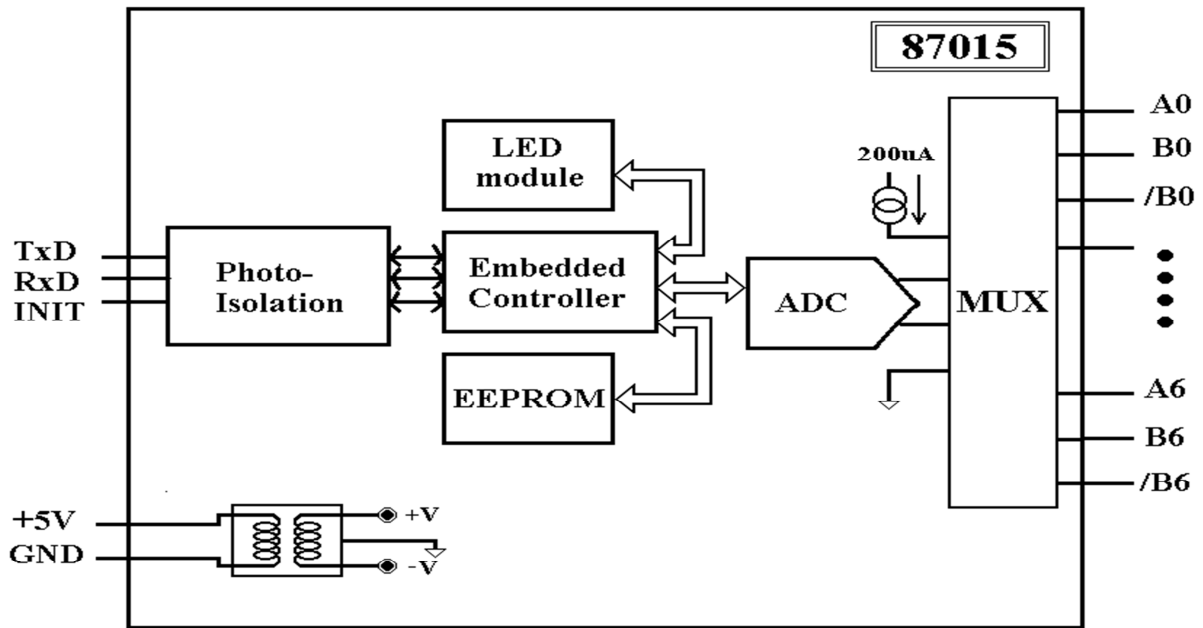 87015
A0
B0
/B0
A6
B6
/B6
200uA
MUX
LED
module
TxD
RxD
INIT
Photo-
Isolation
Embedded
Controller
ADC
EEPROM
+5V
GND
+V
-V